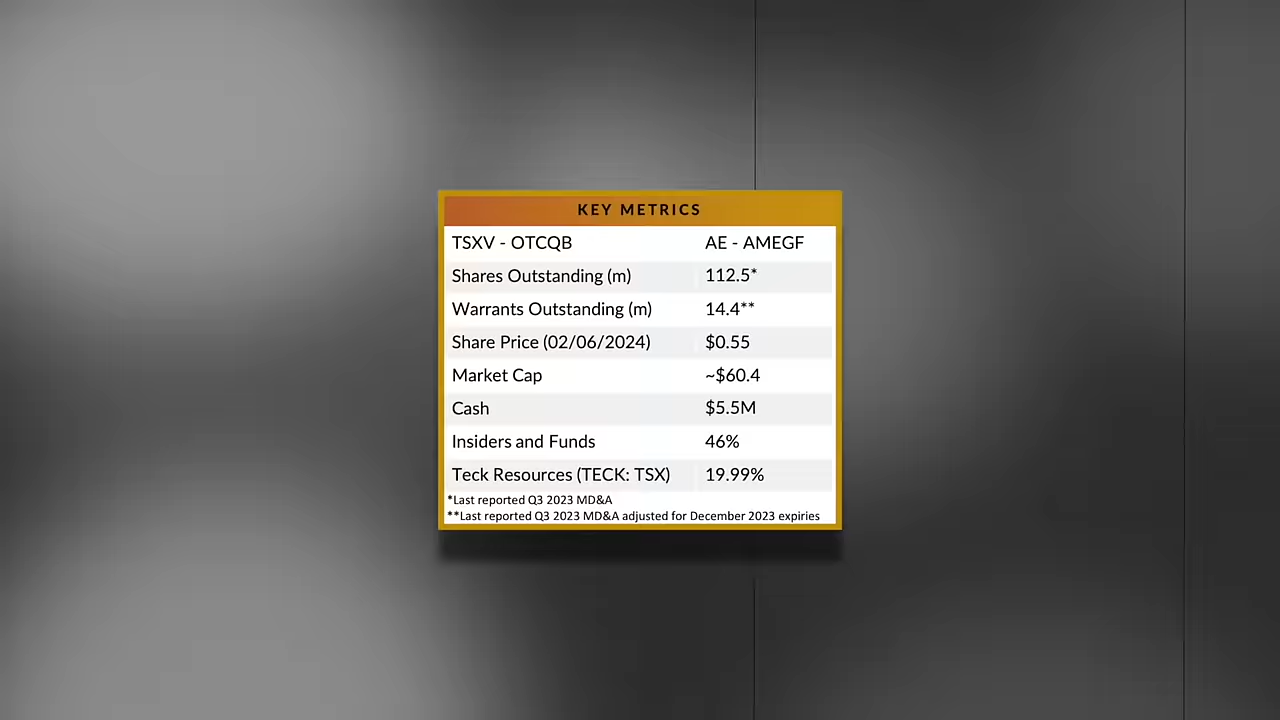 KEY METRICS
TSXV - OTCQB AE - AMEGF
Shares Outstanding (m) 112.5*
Warrants Outstanding (m) 14.4**
Share Price (02/06/2024) $0.55
Market Cap ~$60.4
Cash $5.5M
Insiders and Funds 46%
Teck Resources (TECK: TSX) 19.99%
*Last reported Q3 2023 MD&A
**Last reported Q3 2023 MD&A adjusted for December 2023 expiries